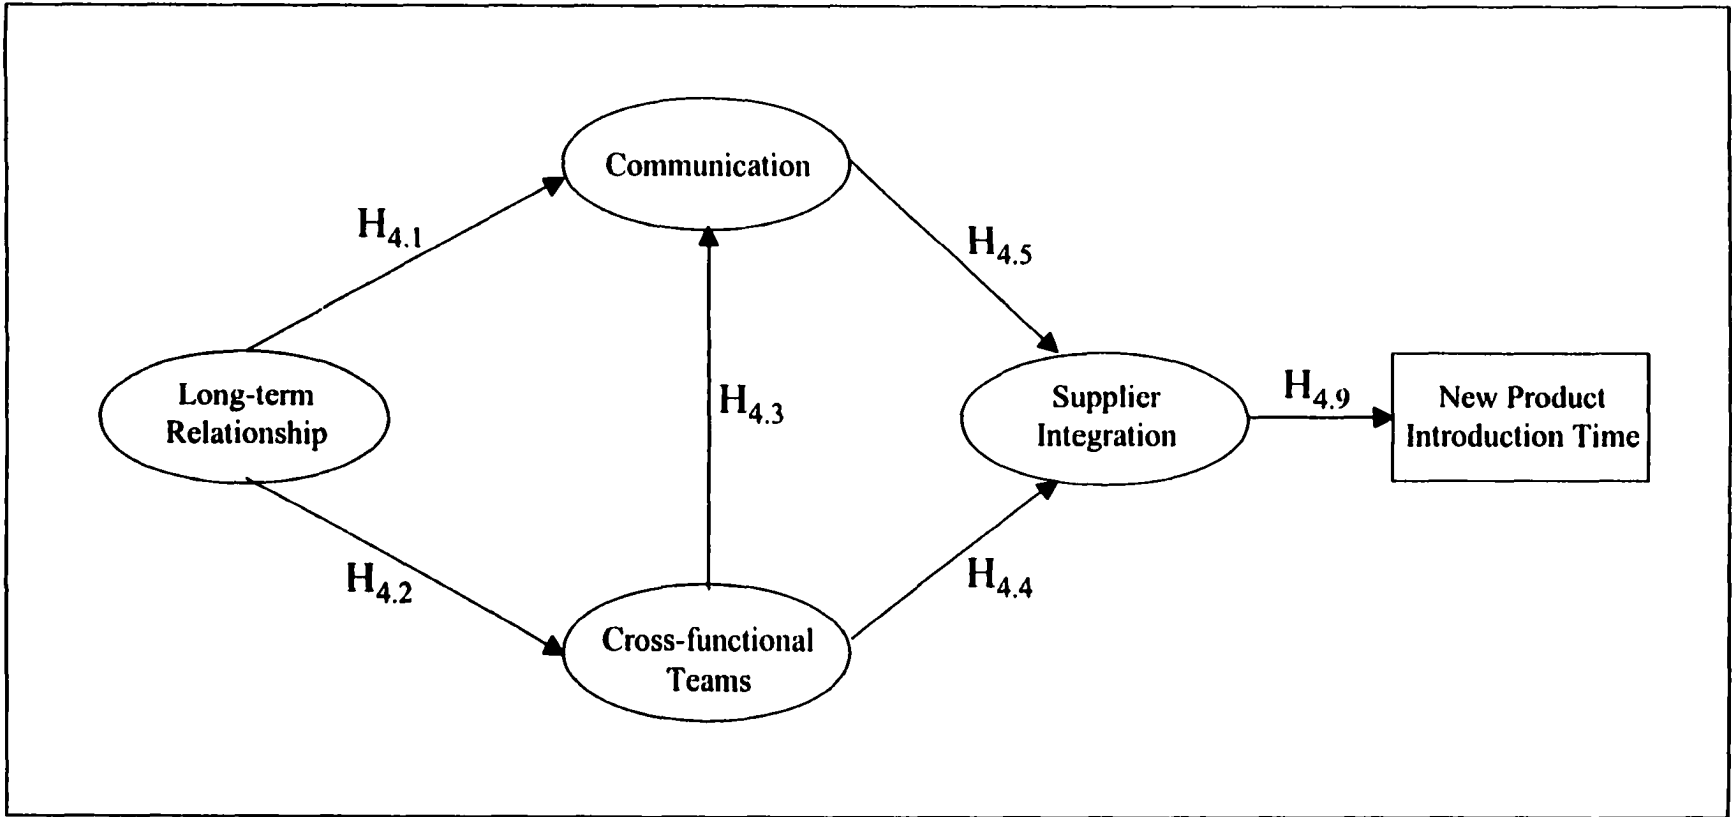 Communication
H4.1
H4.5
Long-term
Relationship
H4.3
Supplier
Integration
H4.9
New Product
Introduction Time
H4.2
H4.4
Cross-functional
Teams